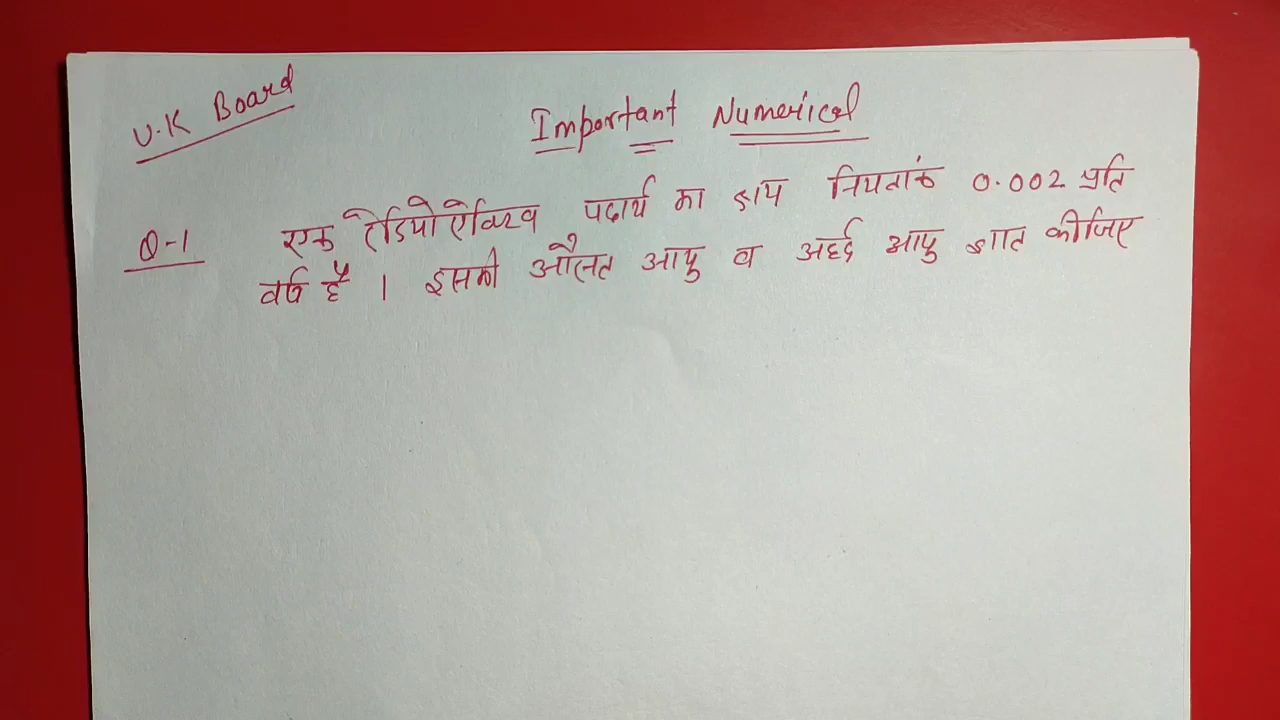 U.K Board
Important Numerical
Q-1 एक रेडियोऐक्टिव पदार्थ का क्षय नियतांक 0.002 प्रति
वर्ष है । इसकी औसत आयु व अर्द्ध आयु ज्ञात कीजिए